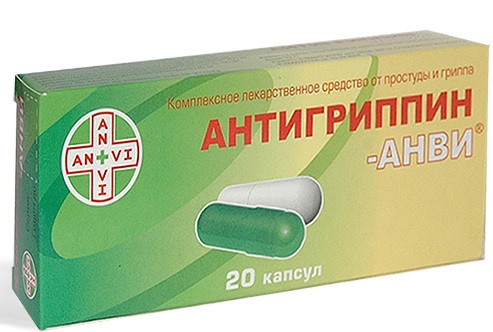 Комплексное лекарственное средство от простуды и гриппа
АНТИГРИППИН
-АНВИ®
AN+VI
AN
VI
20 капсул